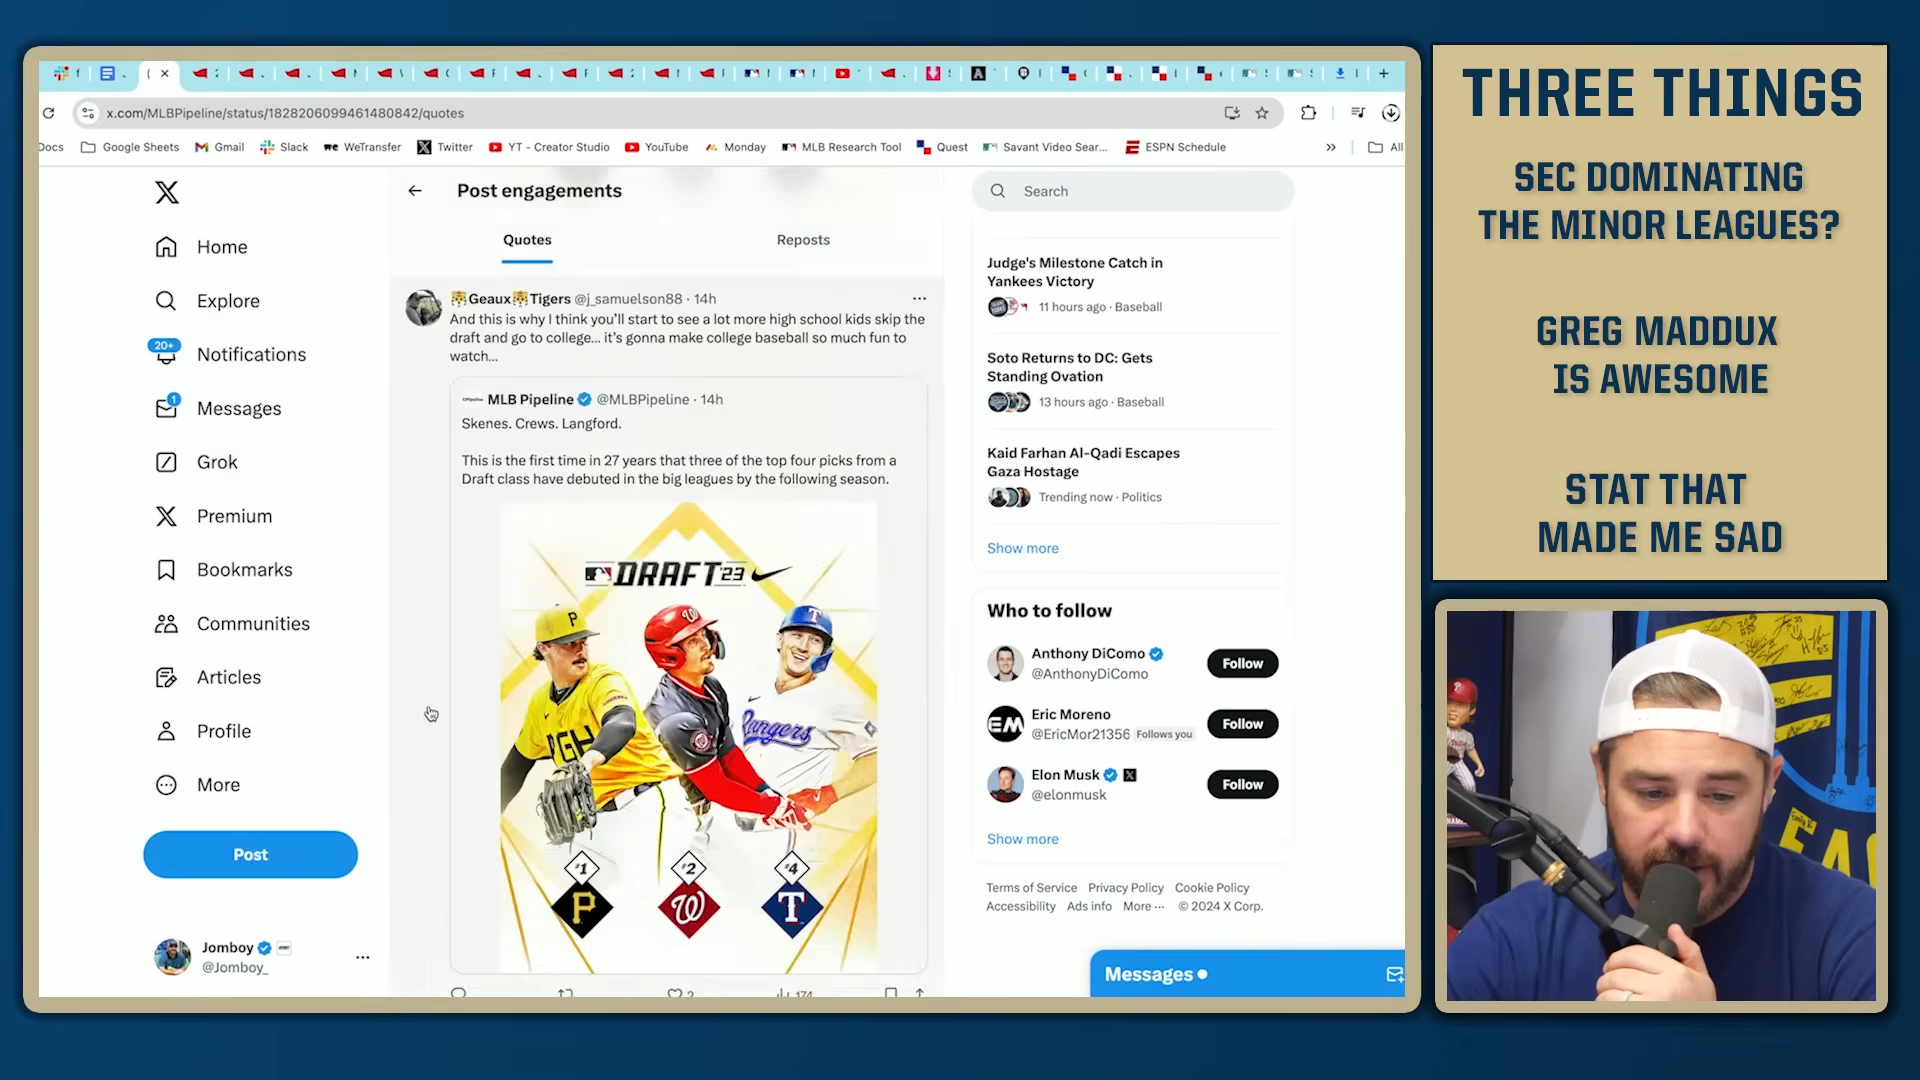 x.com/MLBPipeline/status/1828206099461480842/quotes
Docs
Google Sheets
Gmail
Slack
WeTransfer
Twitter
YT - Creator Studio
YouTube
Monday
MLB Research Tool
Quest
Savant Video Sear...
ESPN Schedule
»
All
Home
Explore
20+
Notifications
1
Messages
Grok
Premium
Bookmarks
Communities
Articles
Profile
More
Post
Jomboy
@Jomboy_
Post engagements
Quotes
Reposts
Geaux Tigers @j_samuelson88 · 14h
And this is why I think you'll start to see a lot more high school kids skip the
draft and go to college... it's gonna make college baseball so much fun to
watch...
MLB Pipeline @MLBPipeline · 14h
Skenes. Crews. Langford.
This is the first time in 27 years that three of the top four picks from a
Draft class have debuted in the big leagues by the following season.
DRAFT'23
P
W
T
PGH
Rangers
#1
#2
#4
P
W
T
2
174
Search
Judge's Milestone Catch in
Yankees Victory
11 hours ago · Baseball
Soto Returns to DC: Gets
Standing Ovation
13 hours ago · Baseball
Kaid Farhan Al-Qadi Escapes
Gaza Hostage
Trending now · Politics
Show more
Who to follow
Anthony DiComo
@AnthonyDiComo
Follow
EM
Eric Moreno
@EricMor21356 Follows you
Follow
Elon Musk
@elonmusk
Follow
Show more
Terms of Service Privacy Policy Cookie Policy
Accessibility Ads info More ··· © 2024 X Corp.
Messages
THREE THINGS
SEC DOMINATING
THE MINOR LEAGUES?
GREG MADDUX
IS AWESOME
STAT THAT
MADE ME SAD